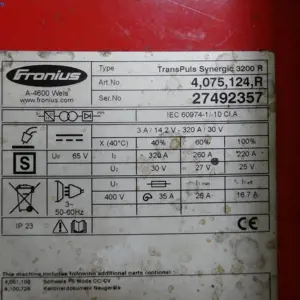 Fronius
A-4600 Wels
www.fronius.com
Type TransPuls Synergic 3200 R
Art.No. 4,075,124,R
Ser.No 27492357
IEC 60974-1/-10 Cl.A
3 A / 14.2 V - 320 A / 30 V
X (40°C) 40% 60% 100%
S U₀ 65 V I₂ 320 A 260 A 220 A
U₂ 30 V 27 V 25 V
3~
50-60Hz
U₁ 400 V 35 A 26 A 16.7 A
IP 23
CE
This machine includes following additional parts (option):